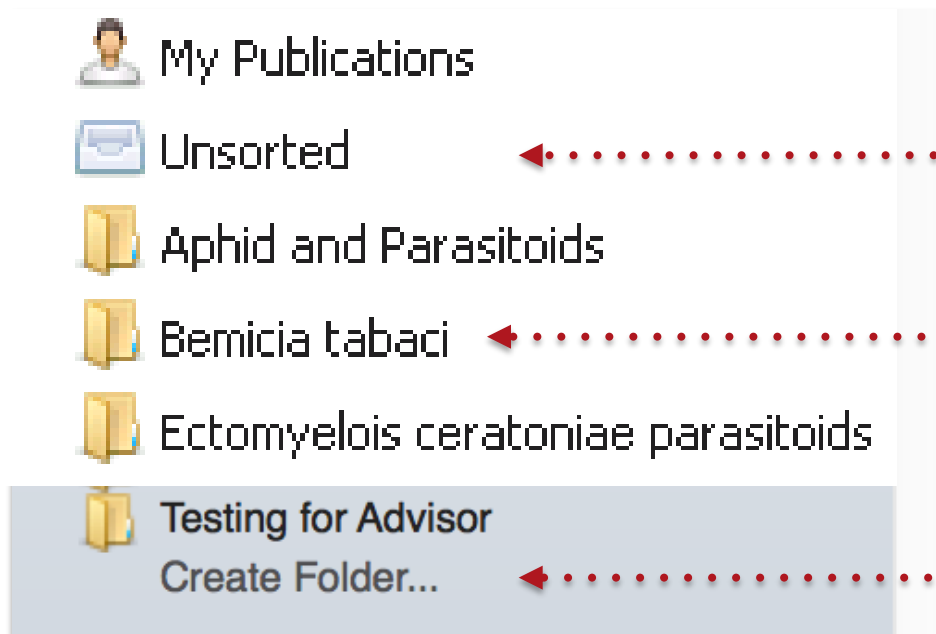 My Publications
Unsorted
Aphid and Parasitoids
Bemicia tabaci
Ectomyelois ceratoniae parasitoids
Testing for Advisor
Create Folder...